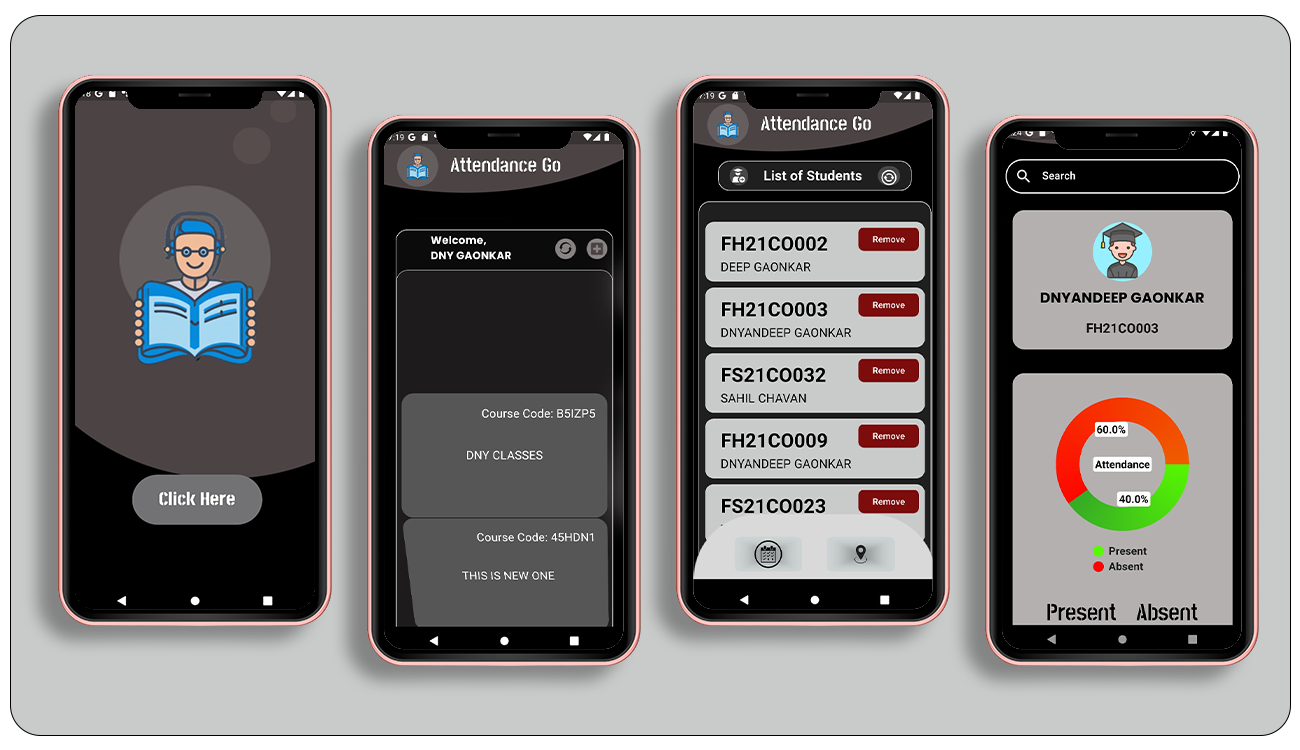 Click Here
:19
Attendance Go
Welcome,
DNY GAONKAR
Course Code: B5IZP5
DNY CLASSES
Course Code: 45HDN1
THIS IS NEW ONE
:19
Attendance Go
List of Students
FH21CO002
Remove
DEEP GAONKAR
FH21CO003
Remove
DNYANDEEP GAONKAR
FS21CO032
Remove
SAHIL CHAVAN
FH21CO009
Remove
DNYANDEEP GAONKAR
FS21CO023
Remove
Search
DNYANDEEP GAONKAR
FH21CO003
60.0%
Attendance
40.0%
Present
Absent
Present Absent